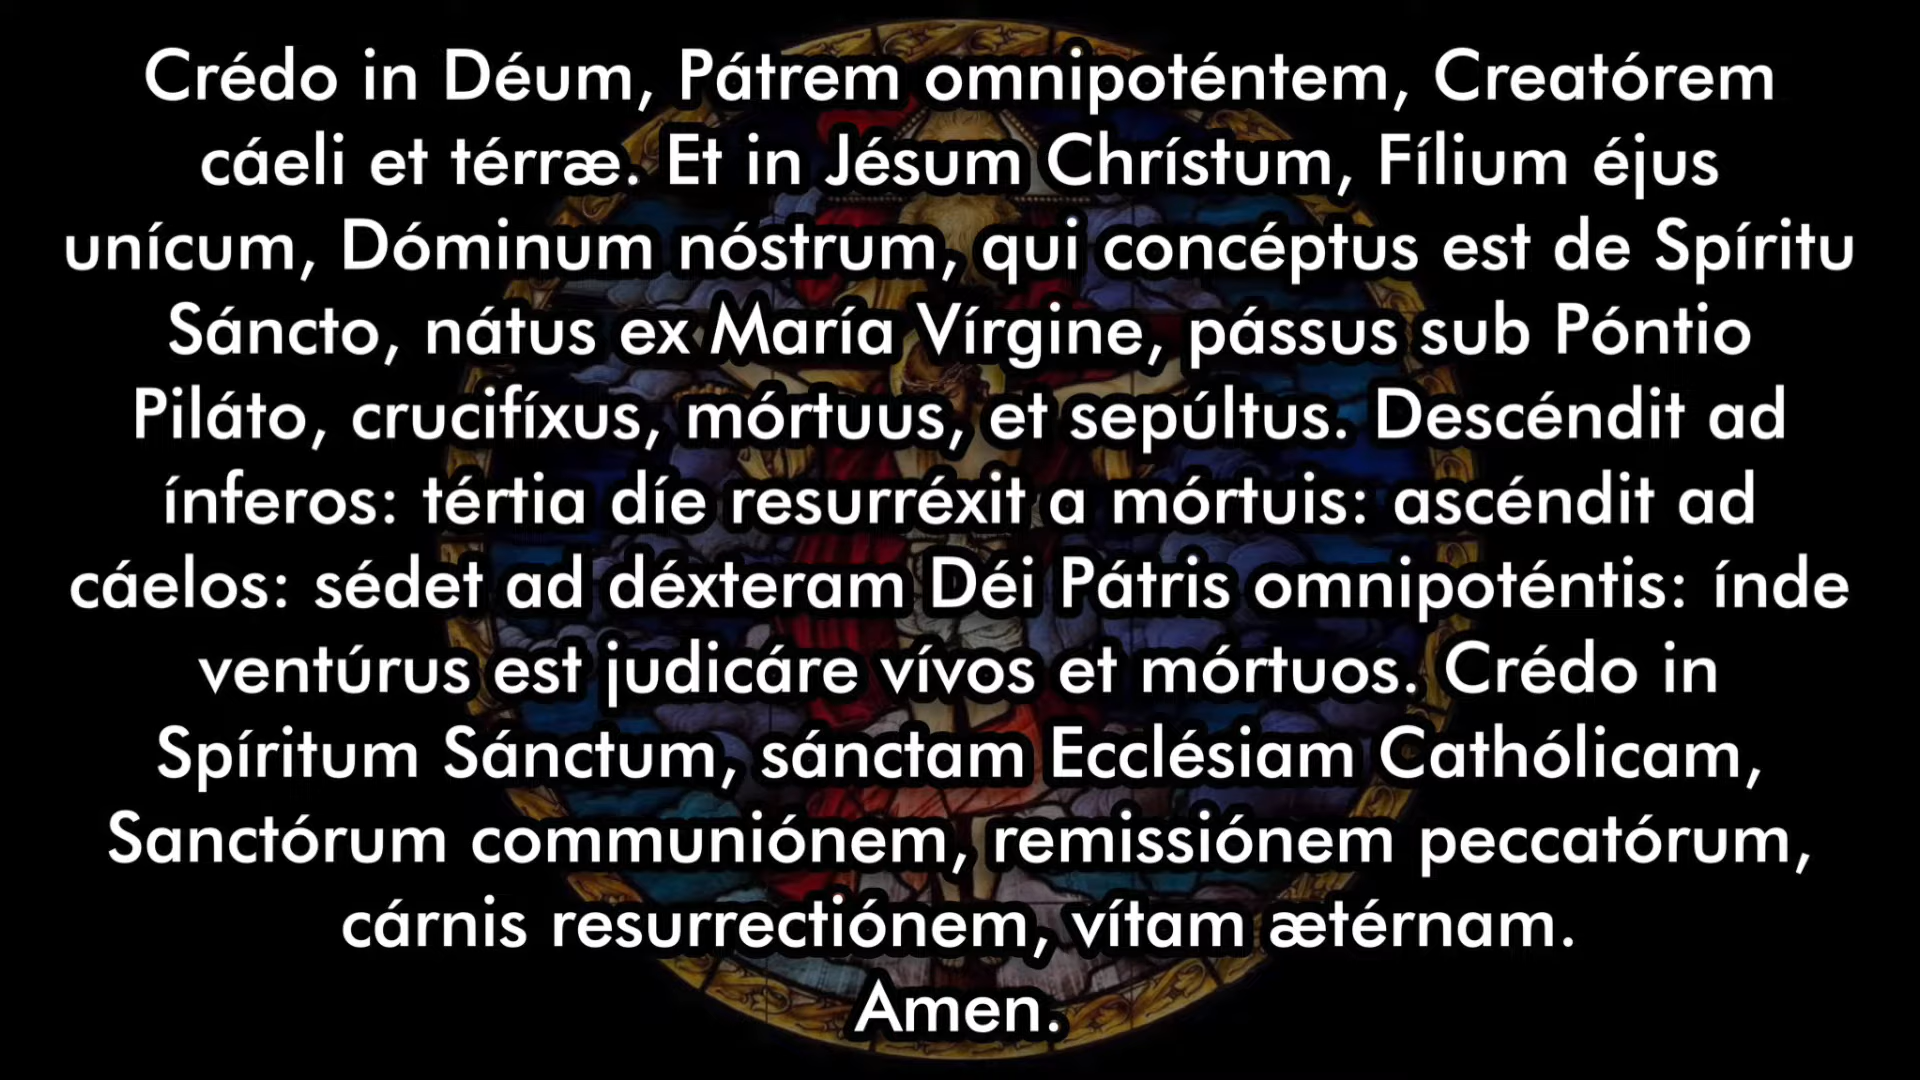 Crédo in Déum, Pátrem omnipoténtem, Creatórem
cáeli et térræ. Et in Jésum Chrístum, Fílium éjus
unícum, Dóminum nóstrum, qui concéptus est de Spíritu
Sáncto, nátus ex María Vírgine, pássus sub Póntio
Piláto, crucifíxus, mórtuus, et sepúltus. Descéndit ad
ínferos: tértia díe resurréxit a mórtuis: ascéndit ad
cáelos: sédet ad déxteram Déi Pátris omnipoténtis: índe
ventúrus est judicáre vívos et mórtuos. Crédo in
Spíritum Sánctum, sánctam Ecclésiam Cathólicam,
Sanctórum communiónem, remissiónem peccatórum,
cárnis resurrectiónem, vítam ætérnam.
Amen.